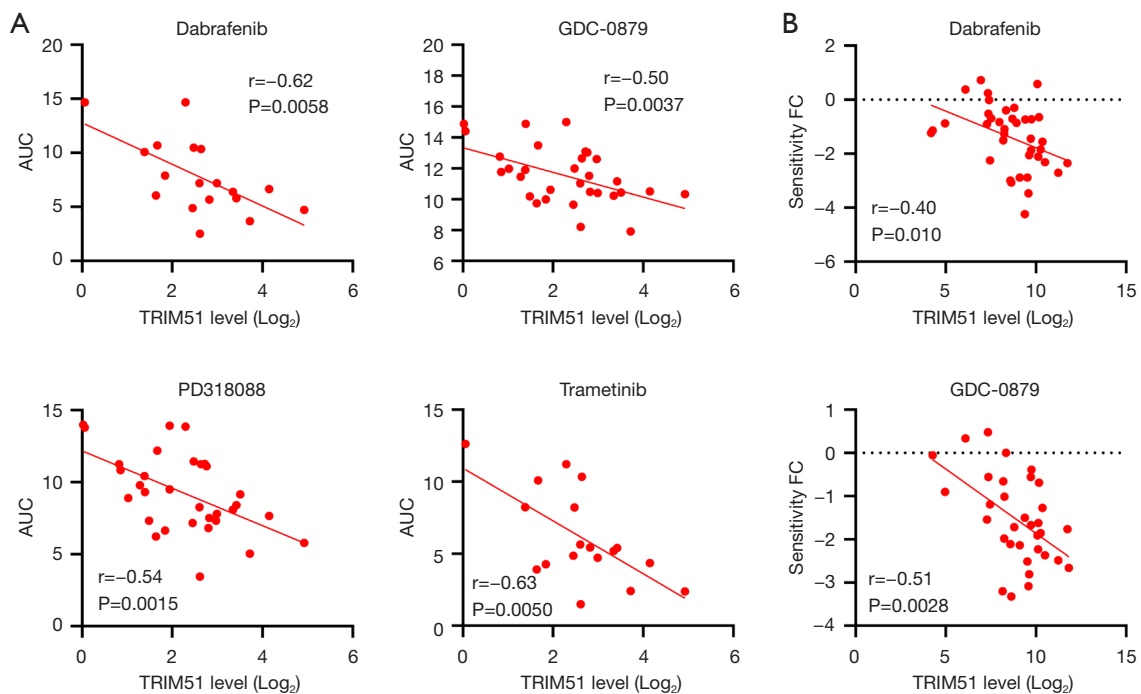 A
Dabrafenib
20
15
10
5
0
AUC
r=−0.62
P=0.0058
0
2
4
6
TRIM51 level (Log₂)
GDC-0879
20
18
16
14
12
10
8
6
AUC
r=−0.50
P=0.0037
0
2
4
6
TRIM51 level (Log₂)
B
Dabrafenib
2
0
−2
−4
−6
Sensitivity FC
r=−0.40
P=0.010
0
5
10
15
TRIM51 level (Log₂)
PD318088
15
10
5
0
AUC
r=−0.54
P=0.0015
0
2
4
6
TRIM51 level (Log₂)
Trametinib
15
10
5
0
AUC
r=−0.63
P=0.0050
0
2
4
6
TRIM51 level (Log₂)
GDC-0879
1
0
−1
−2
−3
−4
Sensitivity FC
r=−0.51
P=0.0028
0
5
10
15
TRIM51 level (Log₂)